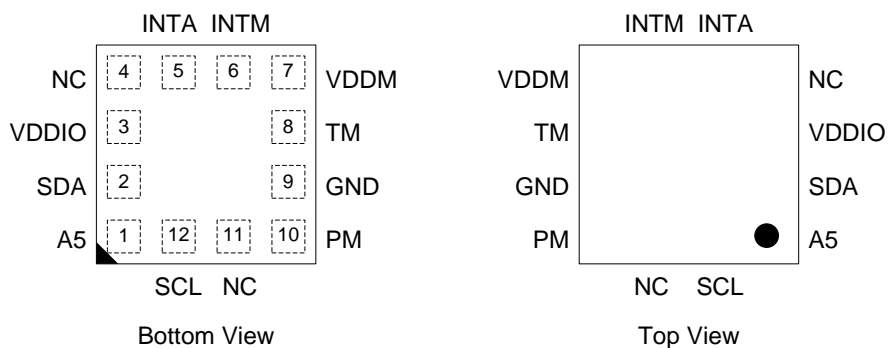 INTA INTM
INTM INTA
NC 4 5 6 7 VDDM
VDDM NC
VDDIO 3 8 TM
TM VDDIO
SDA 2 9 GND
GND SDA
A5 1 12 11 10 PM
PM A5
SCL NC
NC SCL
Bottom View
Top View